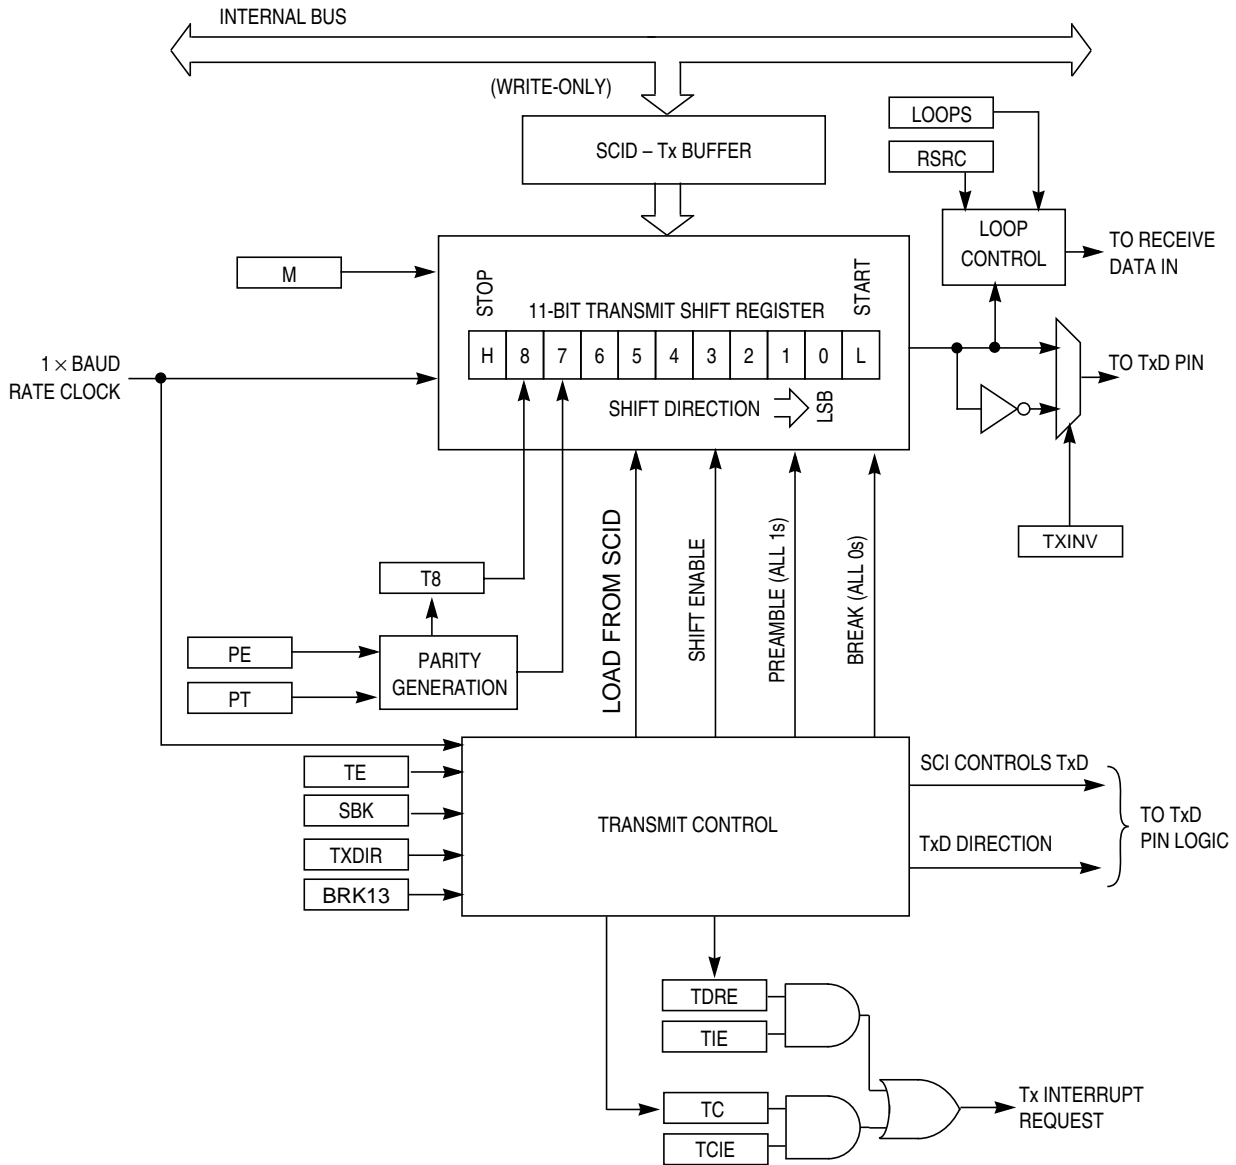 INTERNAL BUS
(WRITE-ONLY)
SCID – Tx BUFFER
LOOPS
RSRC
LOOP
CONTROL
TO RECEIVE
DATA IN
M
STOP
11-BIT TRANSMIT SHIFT REGISTER
START
H 8 7 6 5 4 3 2 1 0 L
SHIFT DIRECTION
LSB
1 × BAUD
RATE CLOCK
TO TxD PIN
TXINV
T8
PE
PT
PARITY
GENERATION
LOAD FROM SCID
SHIFT ENABLE
PREAMBLE (ALL 1s)
BREAK (ALL 0s)
TE
SBK
TXDIR
BRK13
TRANSMIT CONTROL
SCI CONTROLS TxD
TxD DIRECTION
TO TxD
PIN LOGIC
TDRE
TIE
TC
TCIE
Tx INTERRUPT
REQUEST